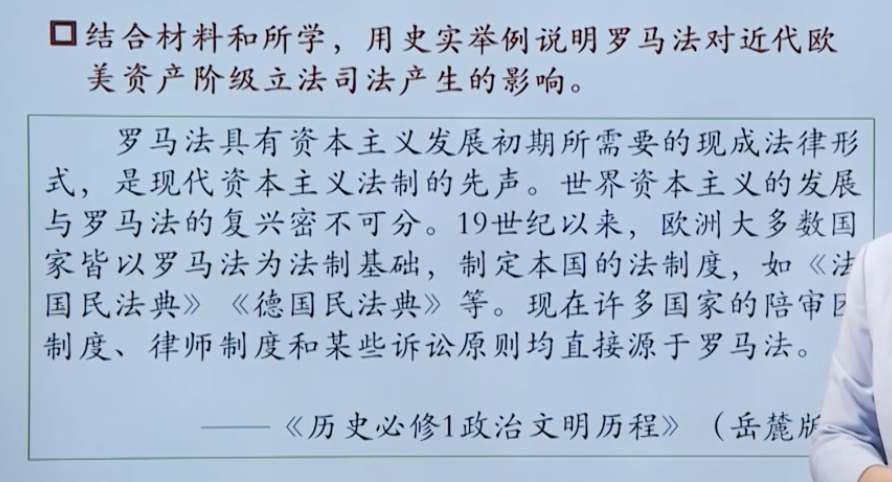 结合材料和所学，用史实举例说明罗马法对近代欧
美资产阶级立法司法产生的影响。
罗马法具有资本主义发展初期所需要的现成法律形
式，是现代资本主义法制的先声。世界资本主义的发展
与罗马法的复兴密不可分。19世纪以来，欧洲大多数国
家皆以罗马法为法制基础，制定本国的法制度，如《法
国民法典》《德国民法典》等。现在许多国家的陪审
制度、律师制度和某些诉讼原则均直接源于罗马法。
——《历史必修1政治文明历程》（岳麓版